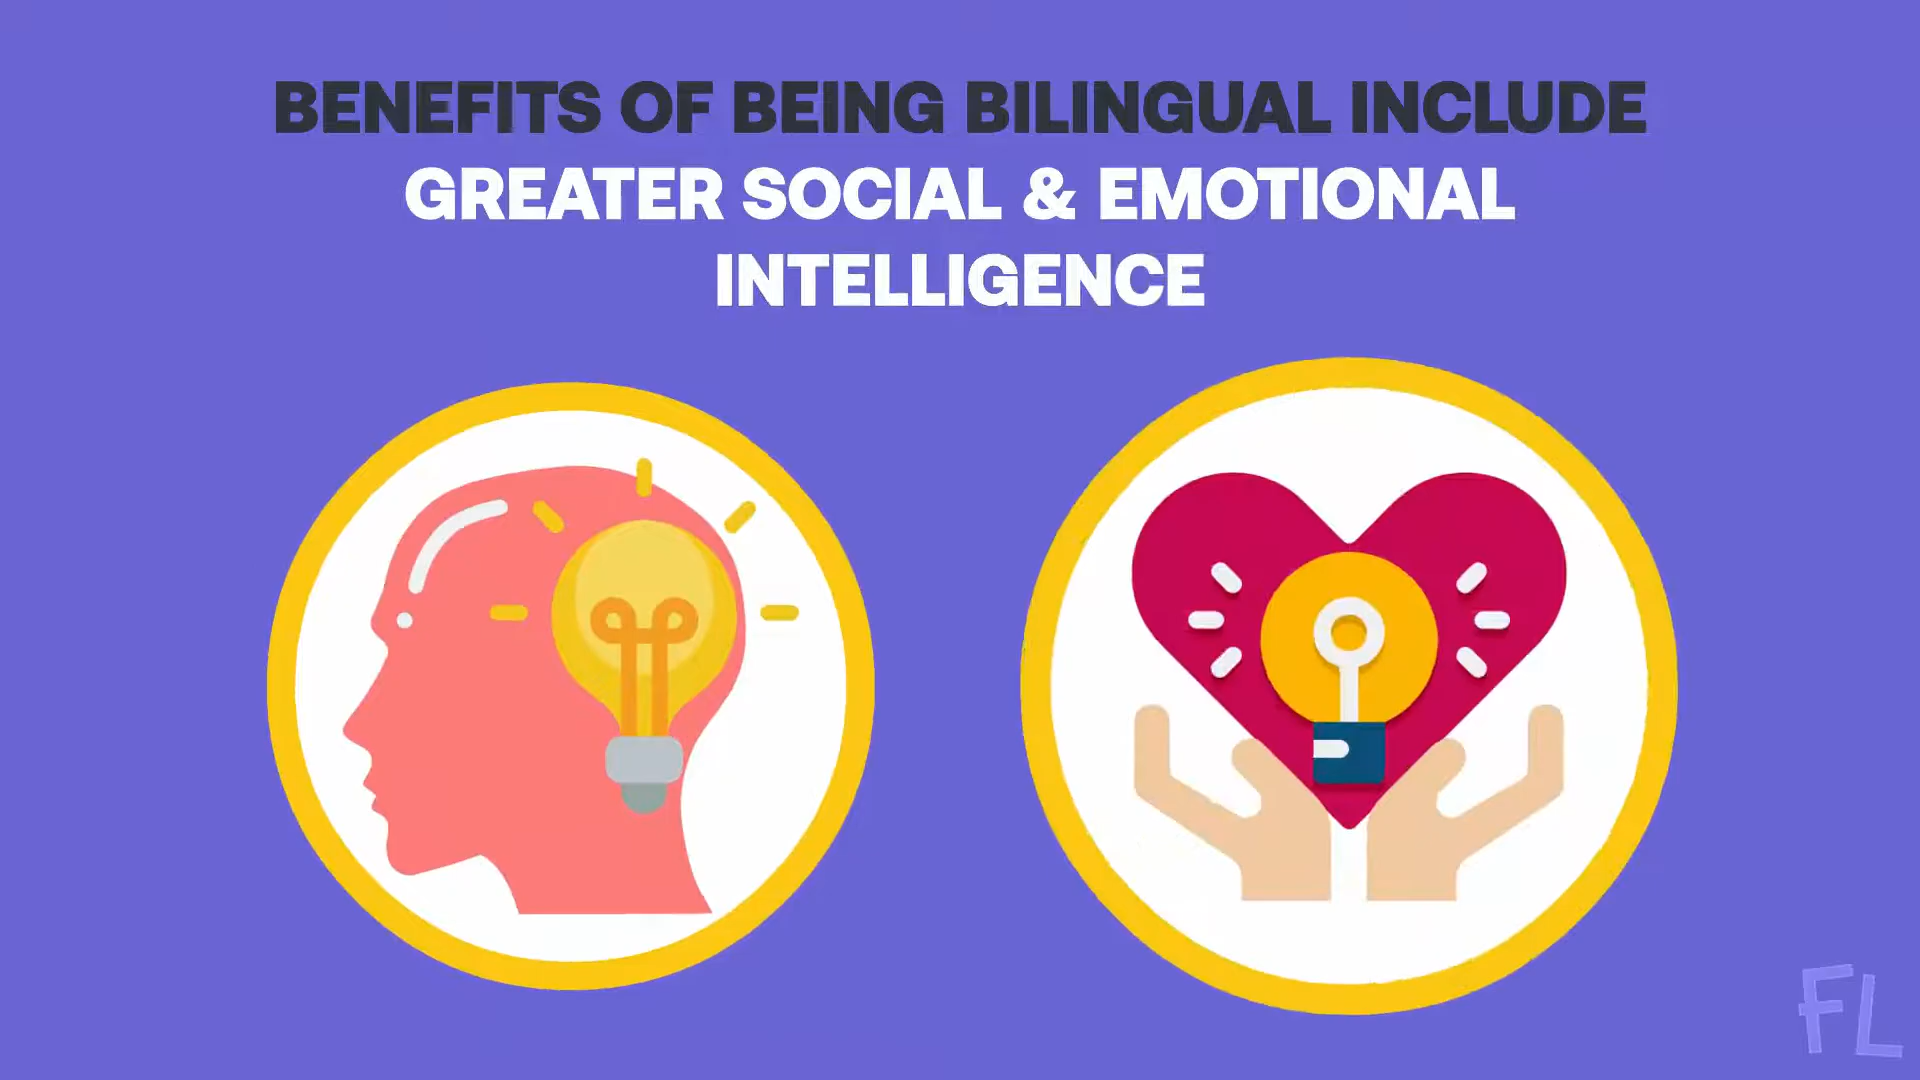 BENEFITS OF BEING BILINGUAL INCLUDE
GREATER SOCIAL & EMOTIONAL
INTELLIGENCE
FL